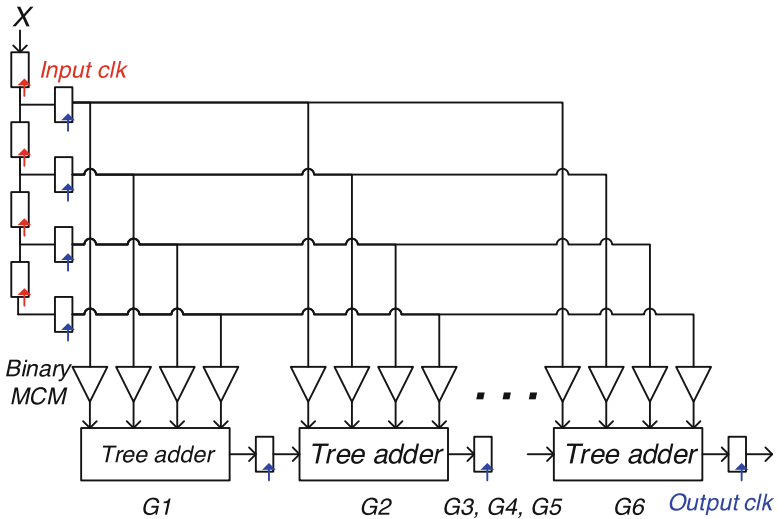 X
Input clk
Binary
MCM
. . .
Tree adder
Tree adder
Tree adder
G1
G2
G3, G4, G5
G6
Output clk